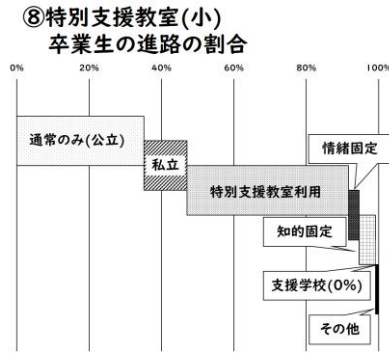 ⑧特別支援教室(小)
卒業生の進路の割合
0% 20% 40% 60% 80% 100%
通常のみ(公立)
私立
情緒固定
特別支援教室利用
知的固定
支援学校(0%)
その他